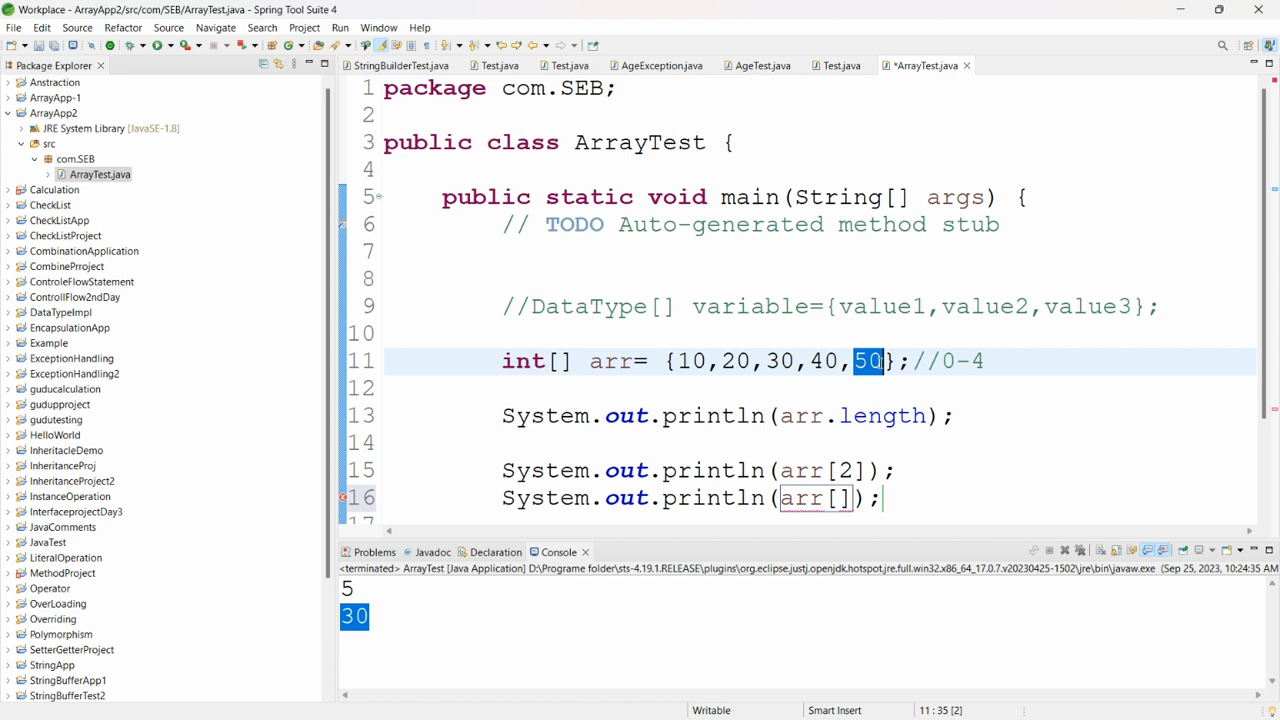 Workplace - ArrayApp2/src/com/SEB/ArrayTest.java - Spring Tool Suite 4
File Edit Source Refactor Source Navigate Search Project Run Window Help
Package Explorer
StringBuilderTest.java Test.java Test.java AgeException.java AgeTest.java Test.java *ArrayTest.java
Anstraction
ArrayApp-1
ArrayApp2
JRE System Library [JavaSE-1.8]
src
com.SEB
ArrayTest.java
Calculation
CheckList
CheckListApp
CheckListProject
CombinationApplication
CombinePrroject
ControleFlowStatement
ControllFlow2ndDay
DataTypeImpl
EncapsulationApp
Example
ExceptionHandling
ExceptionHandling2
guducalculation
gudupproject
gudutesting
HelloWorld
InheritacleDemo
InheritanceProj
InheritanceProject2
InstanceOperation
InterfaceprojectDay3
JavaComments
JavaTest
LiteralOperation
MethodProject
Operator
OverLoading
Overriding
Polymorphism
SetterGetterProject
StringApp
StringBufferApp1
StringBufferTest2
1 package com.SEB;
2
3 public class ArrayTest {
4
5 public static void main(String[] args) {
6 // TODO Auto-generated method stub
7
8
9 //DataType[] variable={value1,value2,value3};
10
11 int[] arr= {10,20,30,40,50};//0-4
12
13 System.out.println(arr.length);
14
15 System.out.println(arr[2]);
16 System.out.println(arr[]);
17
Problems Javadoc Declaration Console
<terminated> ArrayTest [Java Application] D:\Programe folder\sts-4.19.1.RELEASE\plugins\org.eclipse.justj.openjdk.hotspot.jre.full.win32.x86_64_17.0.7.v20230425-1502\jre\bin\javaw.exe (Sep 25, 2023, 10:24:35 AM
5
30
Writable Smart Insert 11 : 35 [2]